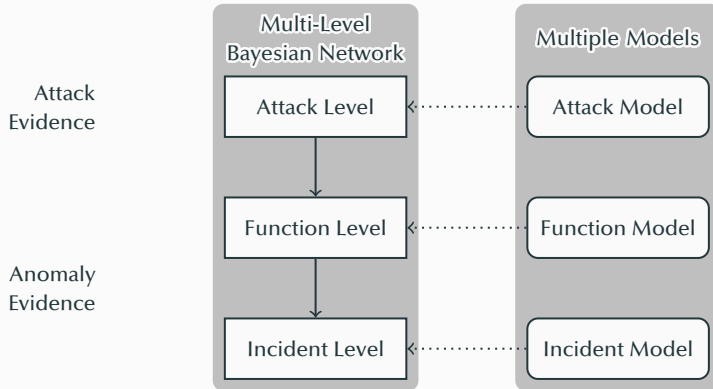 Multi-Level
Bayesian Network
Multiple Models
Attack
Evidence
Attack Level
Attack Model
Function Level
Function Model
Anomaly
Evidence
Incident Level
Incident Model